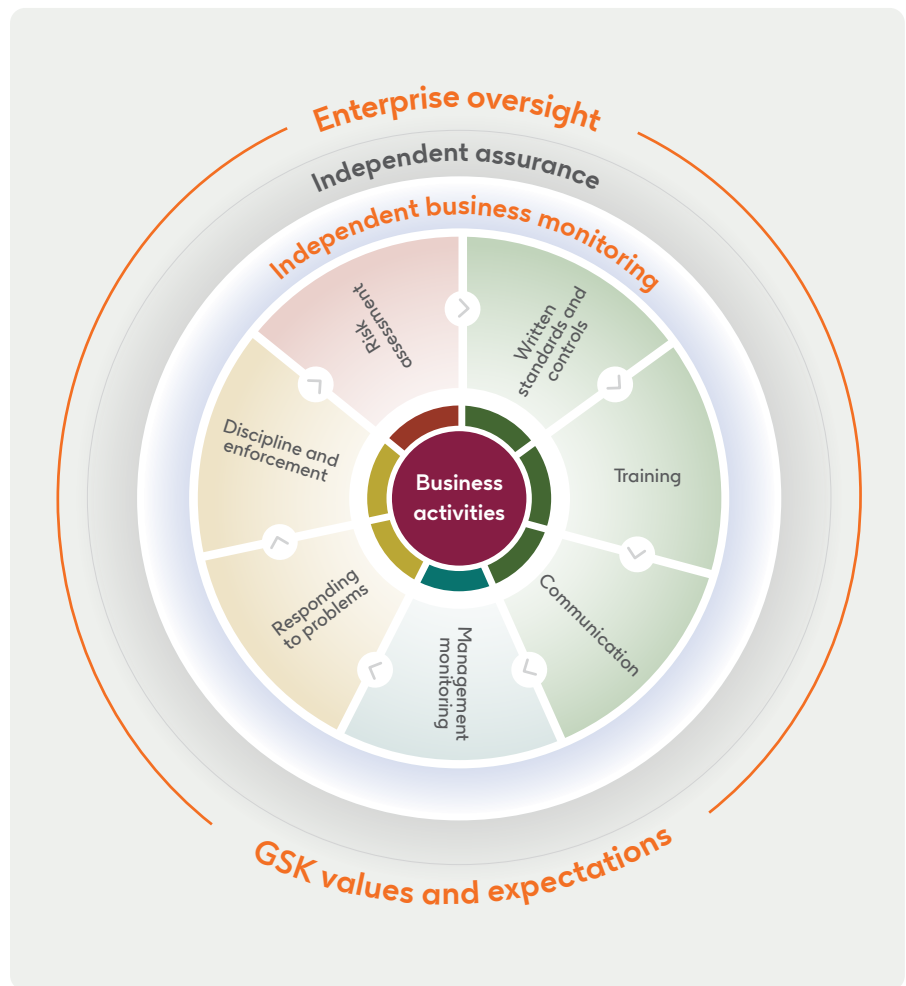 Enterprise oversight
Independent assurance
Independent business monitoring
Risk
assessment
Written
standards and
controls
Training
Communication
Management
monitoring
Responding
to problems
Discipline and
enforcement
Business
activities
GSK values and expectations